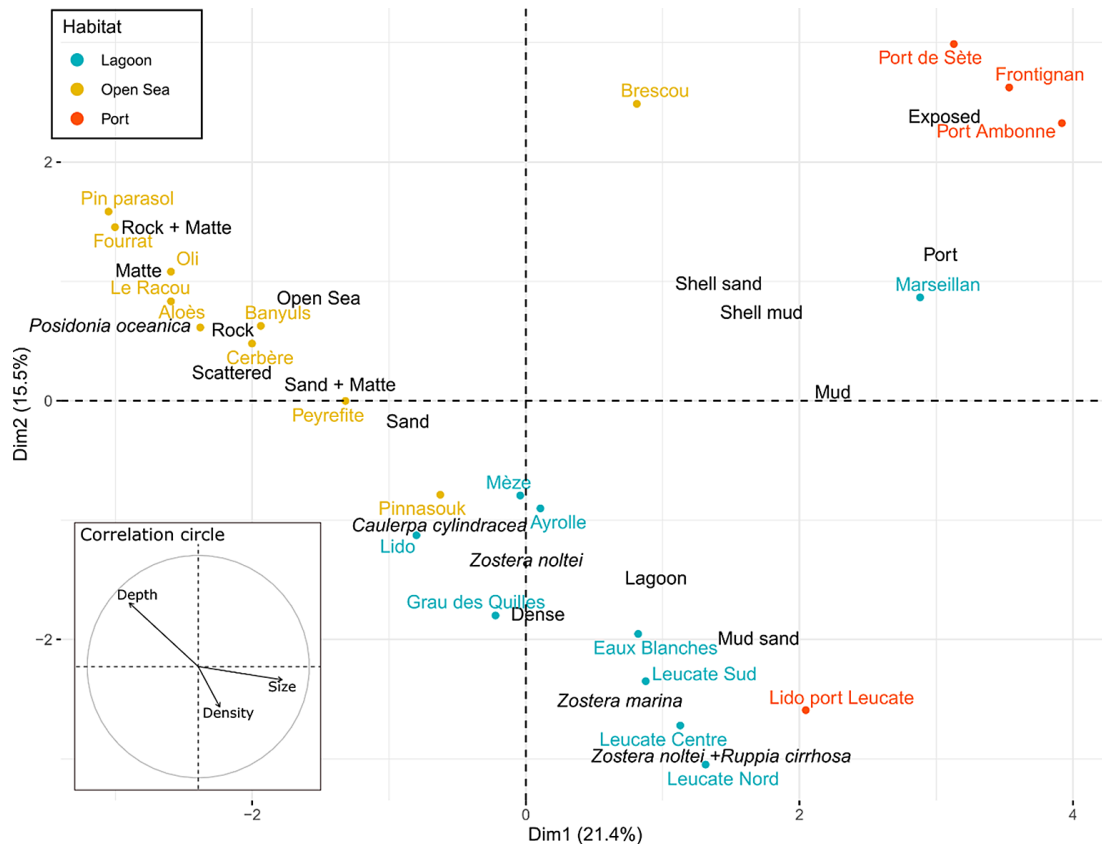 Habitat
Lagoon
Open Sea
Port
Port de Sète
Frontignan
Brescou
Exposed
Port Ambonne
2
Pin parasol
Rock + Matte
Fourrat
Oli
Port
Matte
Shell sand
Marseillan
Le Racou
Open Sea
Aloès
Banyuls
Shell mud
Posidonia oceanica
Rock
Cerbère
Scattered
Sand + Matte
Mud
0
Peyrefite
Sand
Dim2 (15.5%)
Mèze
Pinnasouk
Caulerpa cylindracea
Ayrolle
Lido
Zostera noltei
Lagoon
Grau des Quilles
Dense
−2
Mud sand
Eaux Blanches
Leucate Sud
Zostera marina
Lido port Leucate
Leucate Centre
Zostera noltei +Ruppia cirrhosa
Leucate Nord
Correlation circle
Depth
Size
Density
−2
0
2
4
Dim1 (21.4%)